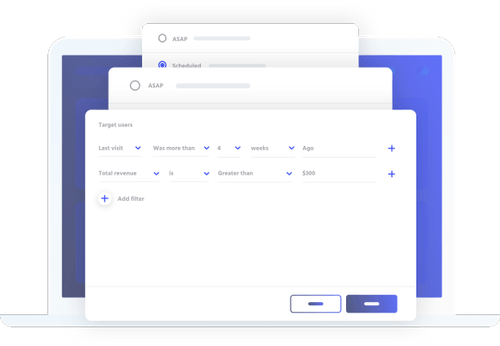 ASAP
Scheduled
ASAP
Target users
Last visit Was more than 4 weeks Ago
Total revenue is Greater than $300
Add filter